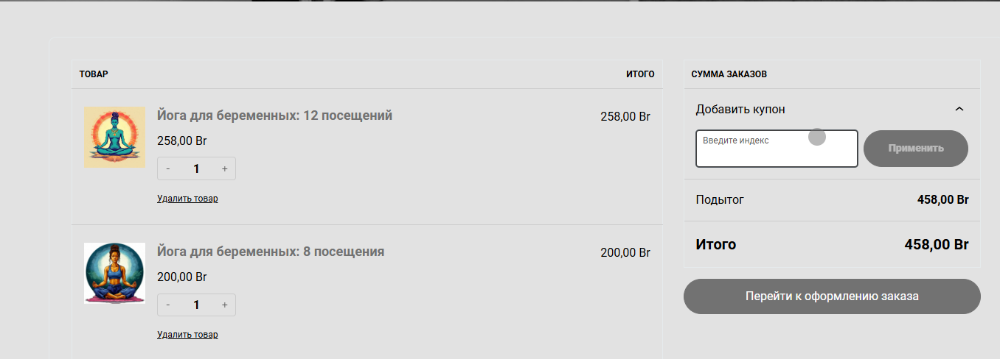 ТОВАР
ИТОГО
Йога для беременных: 12 посещений
258,00 Br
258,00 Br
- 1 +
Удалить товар
Йога для беременных: 8 посещения
200,00 Br
200,00 Br
- 1 +
Удалить товар
СУММА ЗАКАЗОВ
Добавить купон
Введите индекс
Применить
Подытог 458,00 Br
Итого 458,00 Br
Перейти к оформлению заказа